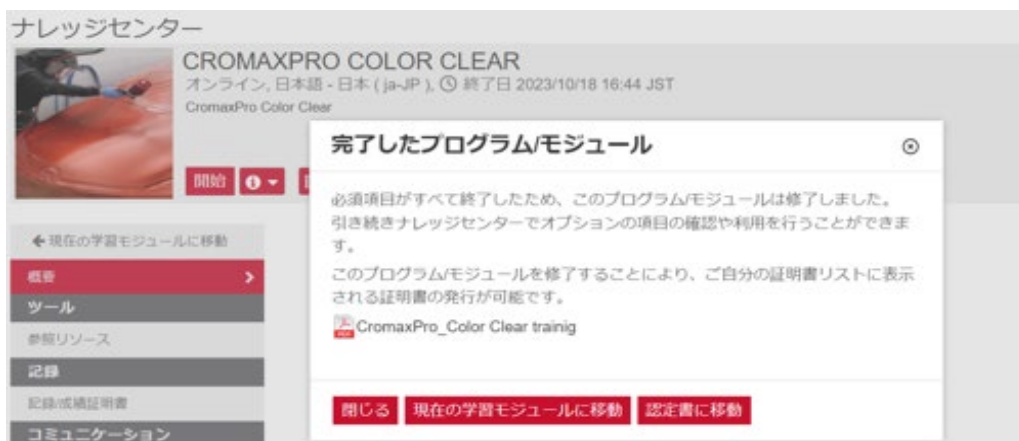 ナレッジセンター
CROMAXPRO COLOR CLEAR
オンライン, 日本語 - 日本 ( ja-JP ), 終了日 2023/10/18 16:44 JST
CromaxPro Color Clear
開始
完了したプログラム/モジュール
必須項目がすべて終了したため、このプログラム/モジュールは修了しました。
引き続きナレッジセンターでオプションの項目の確認や利用を行うことができま
す。
このプログラム/モジュールを修了することにより、ご自分の証明書リストに表示
される証明書の発行が可能です。
CromaxPro_Color Clear trainig
閉じる 現在の学習モジュールに移動 認定書に移動
現在の学習モジュールに移動
概要
ツール
参照リソース
記録
記録/成績証明書
コミュニケーション